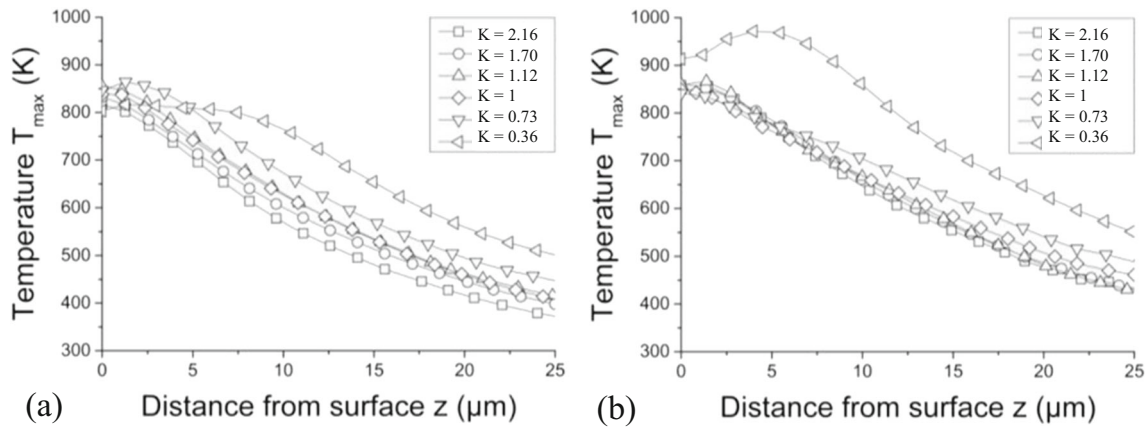 1000
900
800
700
600
500
400
300
Temperature T_max (K)
K = 2.16
K = 1.70
K = 1.12
K = 1
K = 0.73
K = 0.36
0 5 10 15 20 25
(a) Distance from surface z (μm)
1000
900
800
700
600
500
400
300
Temperature T_max (K)
K = 2.16
K = 1.70
K = 1.12
K = 1
K = 0.73
K = 0.36
0 5 10 15 20 25
(b) Distance from surface z (μm)